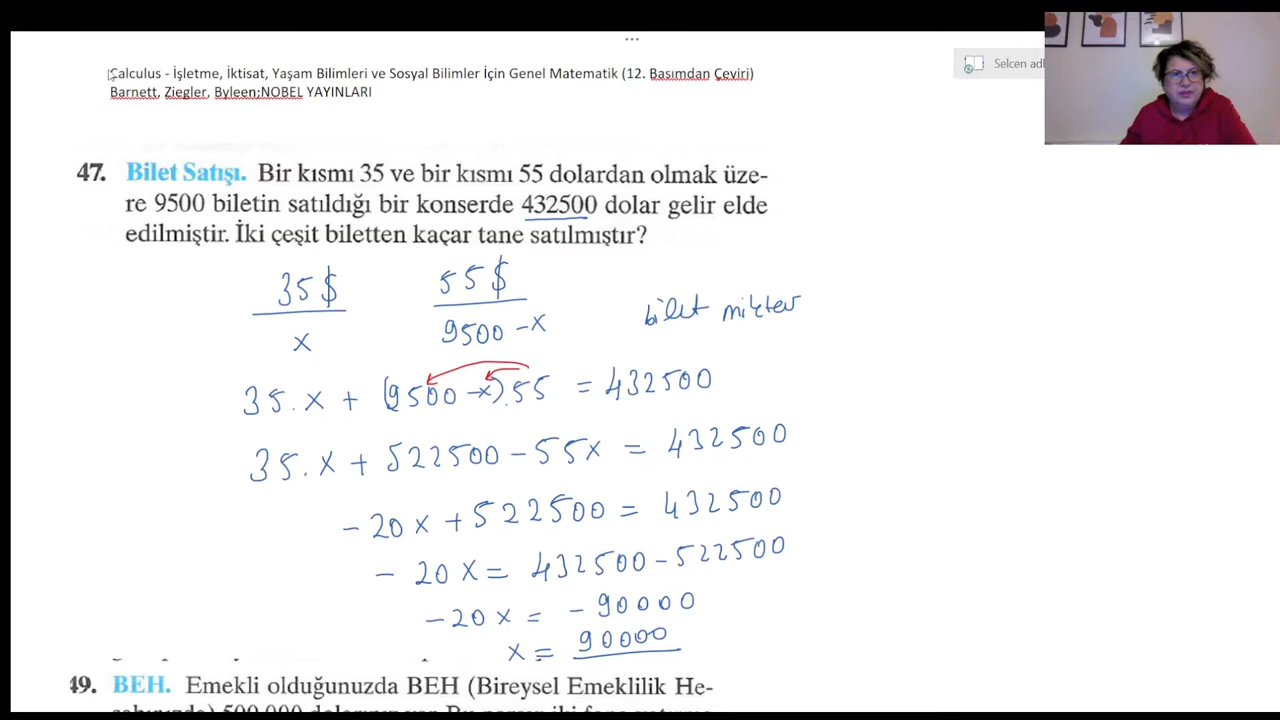 ...
Calculus - İşletme, İktisat, Yaşam Bilimleri ve Sosyal Bilimler İçin Genel Matematik (12. Basımdan Çeviri)
Barnett, Ziegler, Byleen;NOBEL YAYINLARI
Selcen adl
47. Bilet Satışı. Bir kısmı 35 ve bir kısmı 55 dolardan olmak üze-
re 9500 biletin satıldığı bir konserde 432500 dolar gelir elde
edilmiştir. İki çeşit biletten kaçar tane satılmıştır?
35$ 55$
x 9500-x bilet miktarı
35.x + (9500-x).55 = 432500
35.x + 522500 - 55x = 432500
-20x + 522500 = 432500
- 20x = 432500 - 522500
-20x = - 90000
x = 90000
49. BEH. Emekli olduğunuzda BEH (Bireysel Emeklilik He-